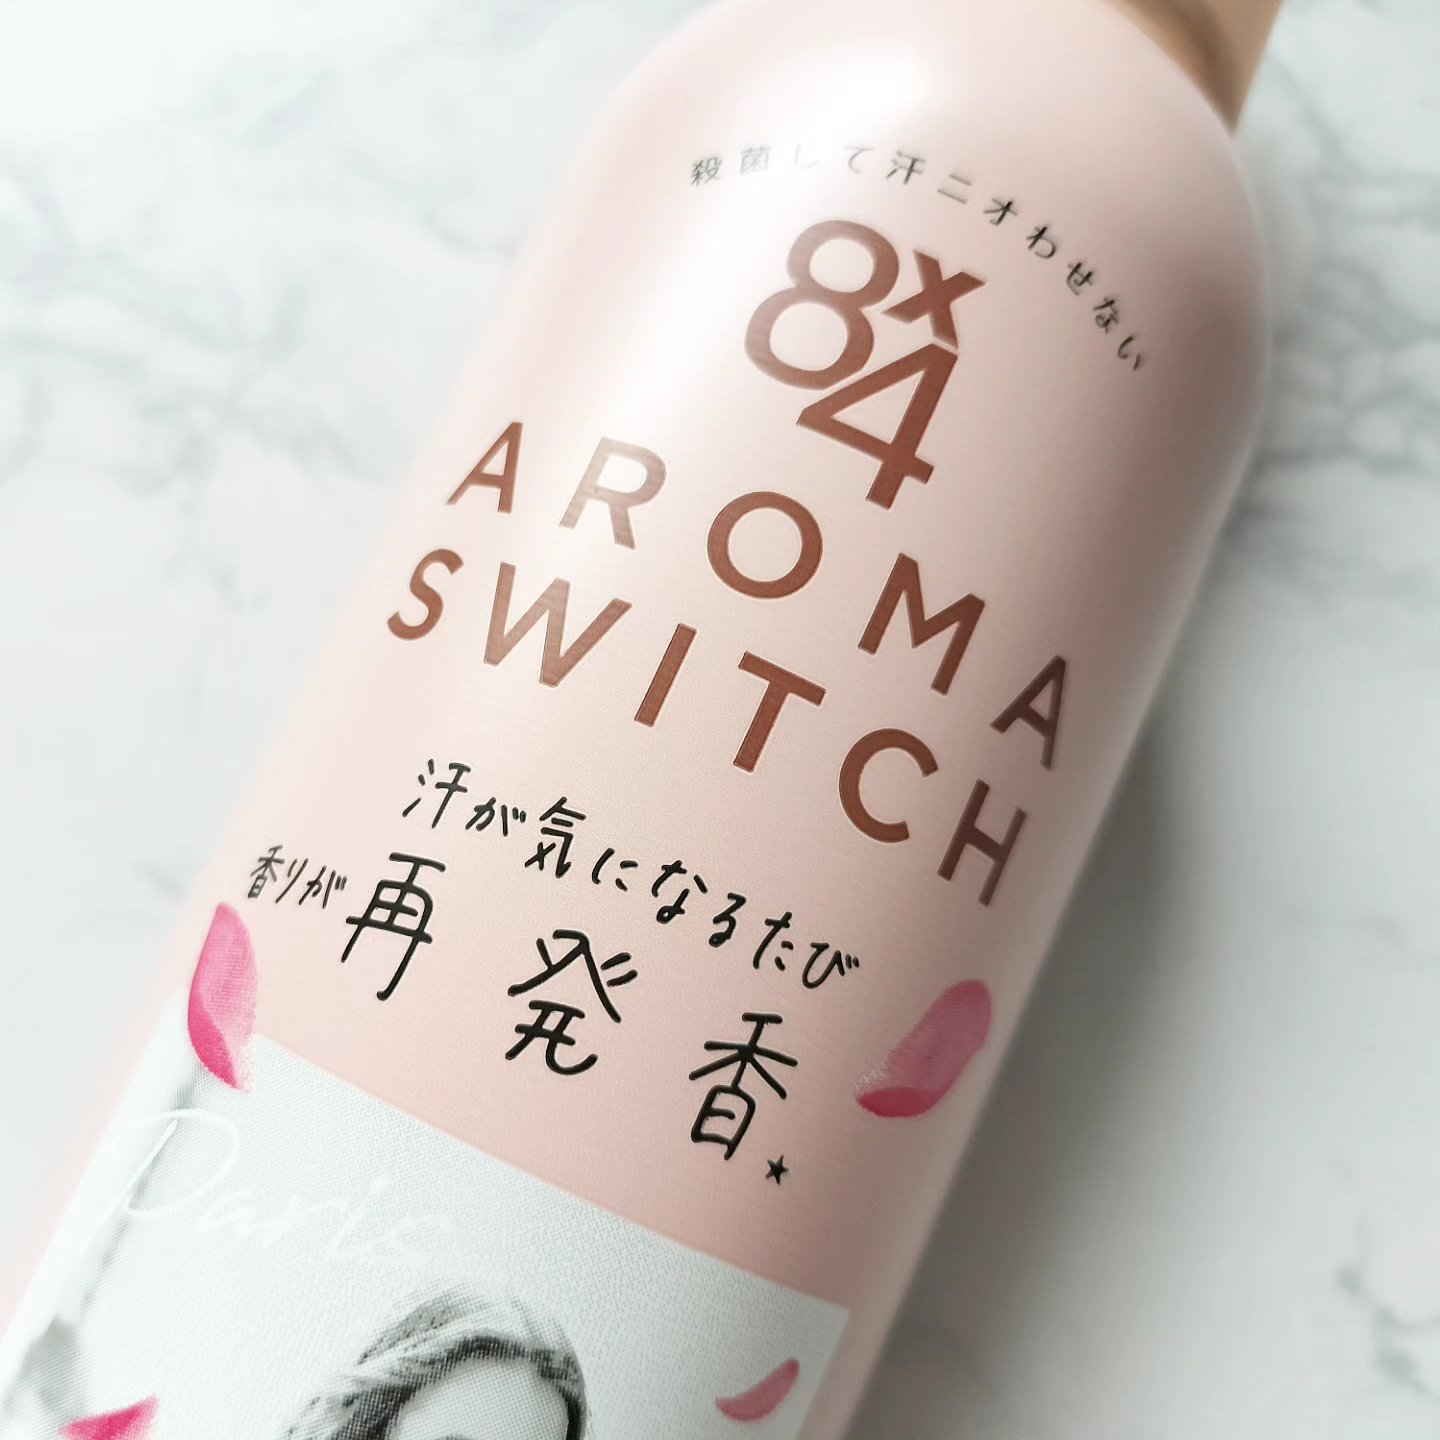 殺菌して汗ニオわせない
8x4
AROMA
SWITCH
汗が気になるたび
香りが再発香★
Paris